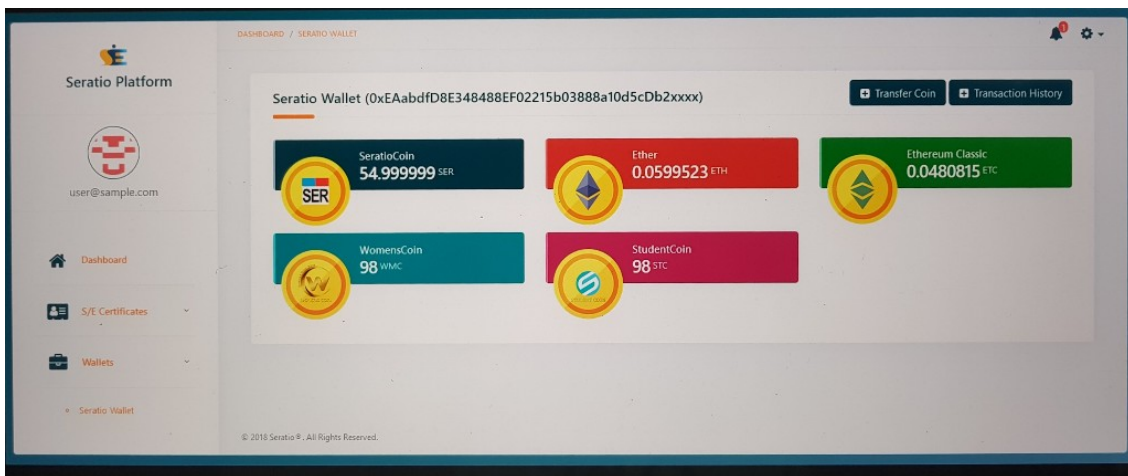 SE
Seratio Platform
user@sample.com
Dashboard
S/E Certificates
Wallets
Seratio Wallet
DASHBOARD / SERATIO WALLET
1
Seratio Wallet (0xEAabdfD8E348488EF02215b03888a10d5cDb2xxxx)
Transfer Coin
Transaction History
SER
SeratioCoin
54.999999 SER
Ether
0.0599523 ETH
Ethereum Classic
0.0480815 ETC
W
WomensCoin
98 WMC
S
StudentCoin
98 STC
© 2018 Seratio®. All Rights Reserved.